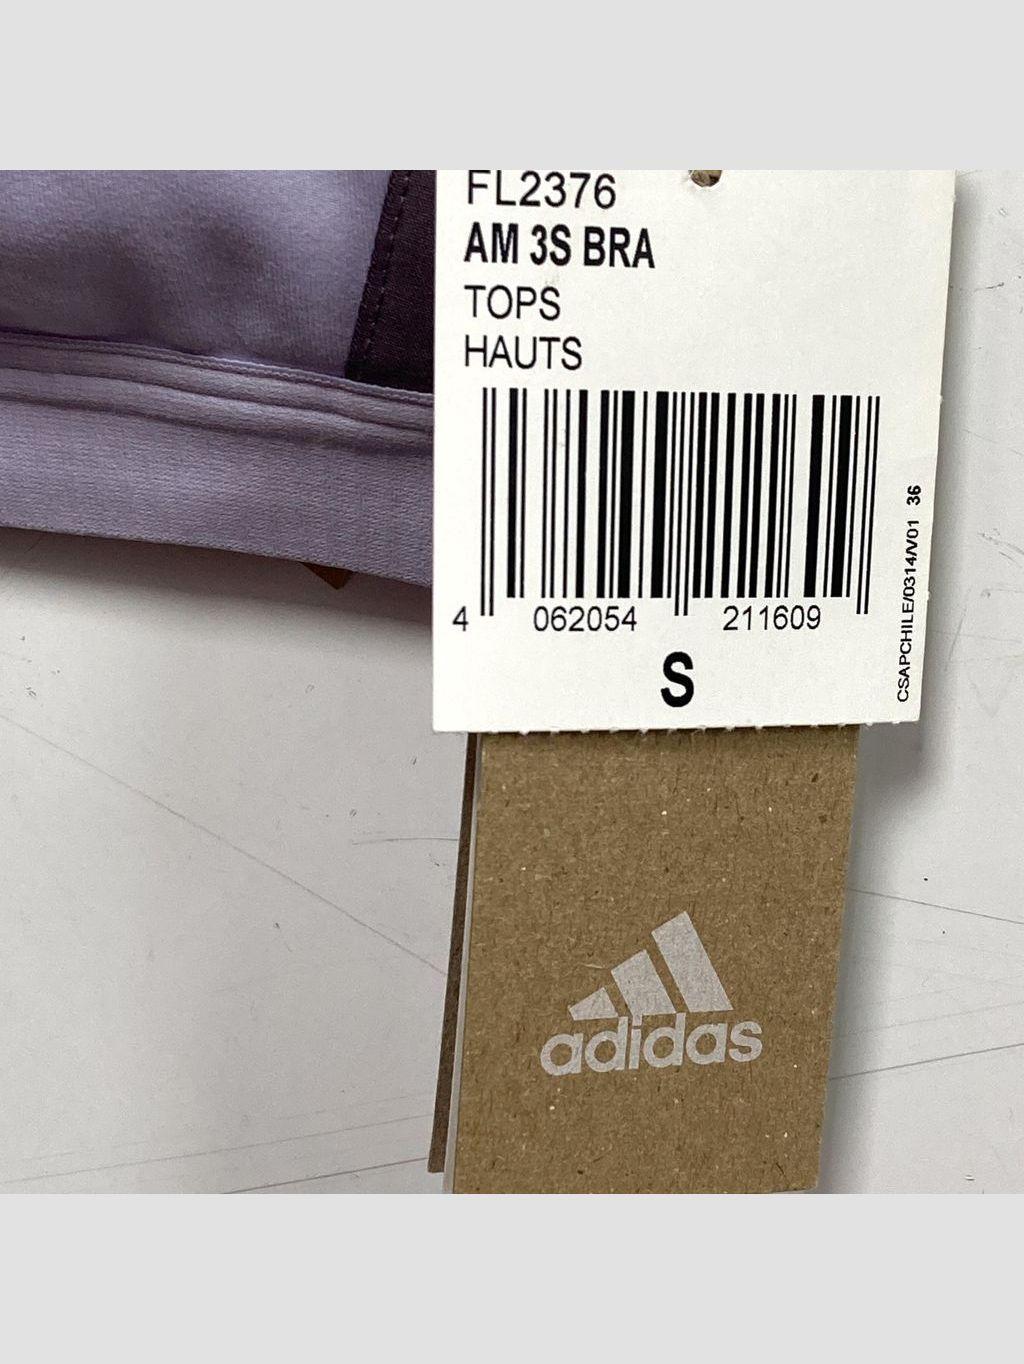 FL2376
AM 3S BRA
TOPS
HAUTS
4 062054 211609
S
CSAPCHILE/0314/V01 36
adidas